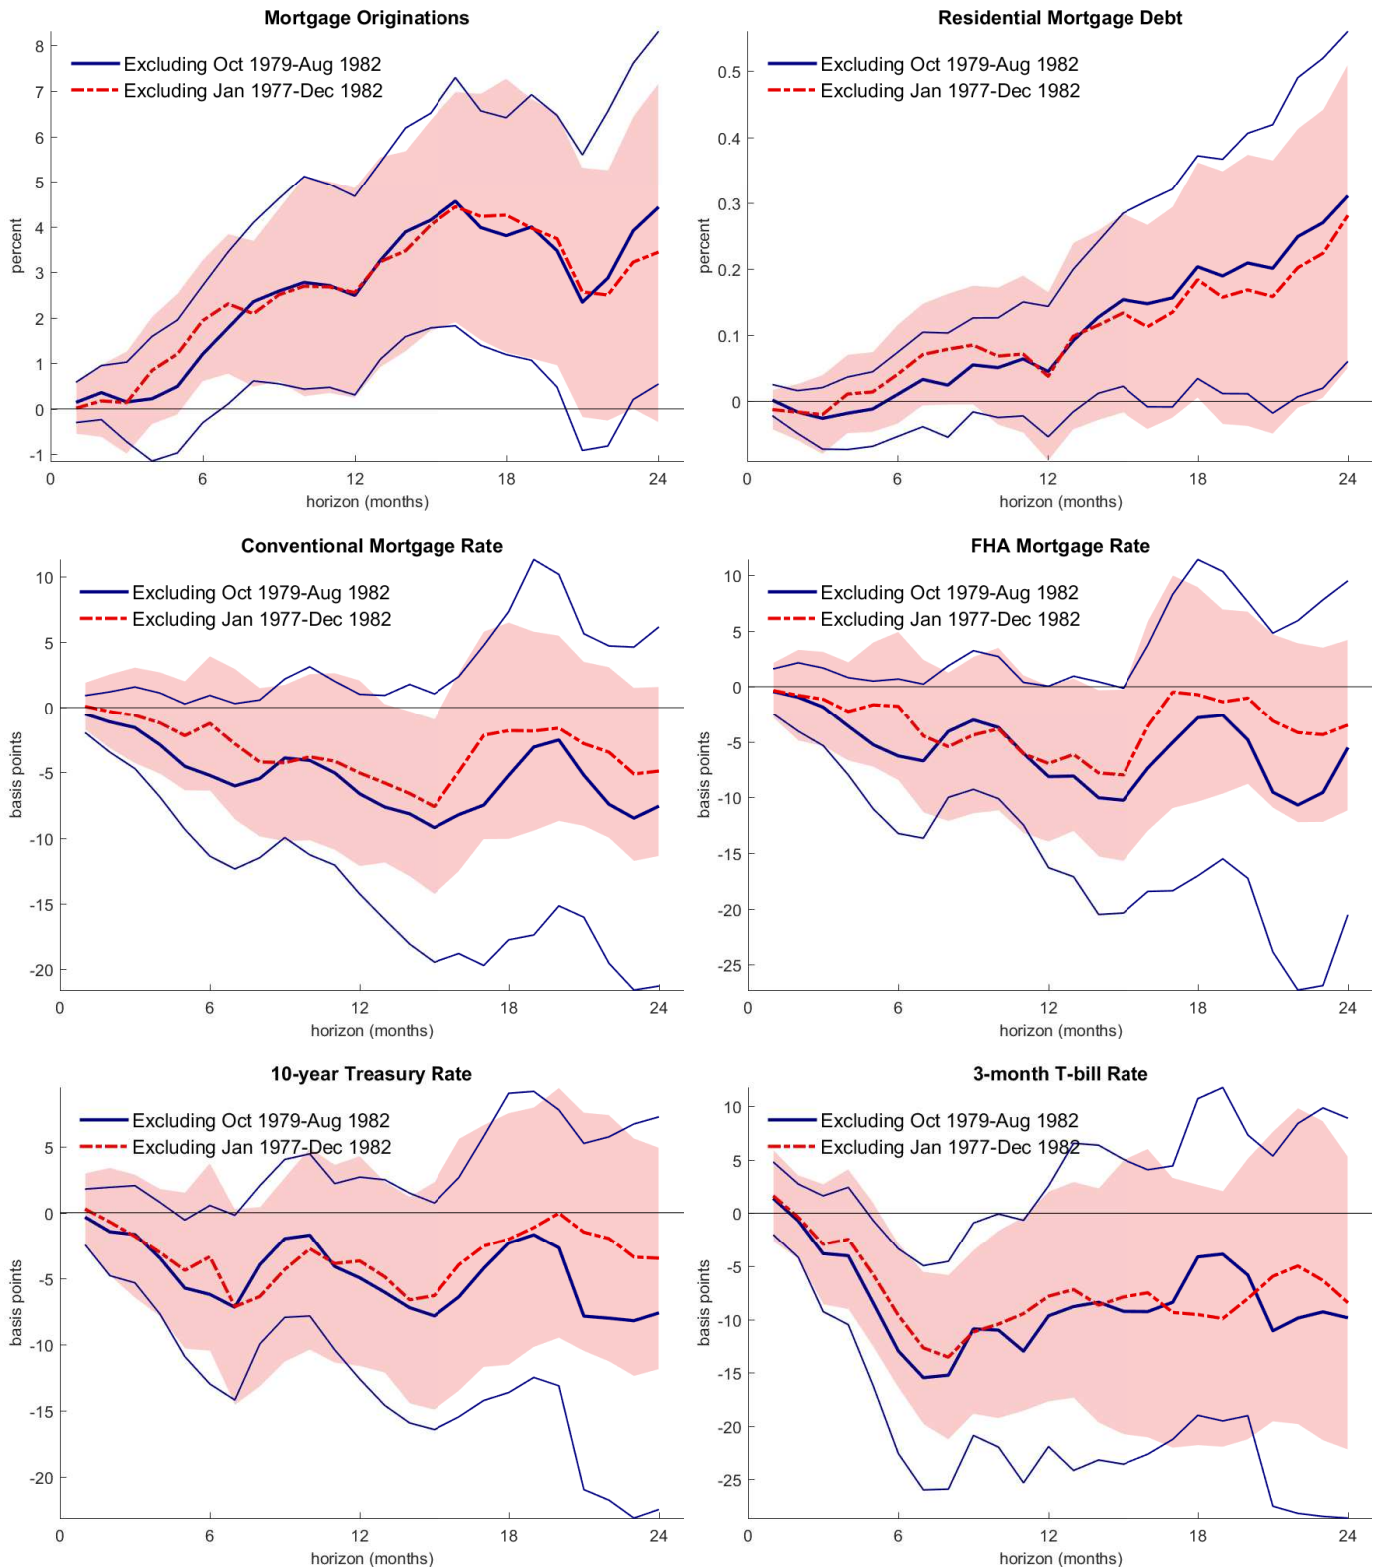 Mortgage Originations
Excluding Oct 1979-Aug 1982
Excluding Jan 1977-Dec 1982
percent
8
7
6
5
4
3
2
1
0
-1
0 6 12 18 24
horizon (months)
Residential Mortgage Debt
Excluding Oct 1979-Aug 1982
Excluding Jan 1977-Dec 1982
percent
0.5
0.4
0.3
0.2
0.1
0
0 6 12 18 24
horizon (months)
Conventional Mortgage Rate
Excluding Oct 1979-Aug 1982
Excluding Jan 1977-Dec 1982
basis points
10
5
0
-5
-10
-15
-20
0 6 12 18 24
horizon (months)
FHA Mortgage Rate
Excluding Oct 1979-Aug 1982
Excluding Jan 1977-Dec 1982
basis points
10
5
0
-5
-10
-15
-20
-25
0 6 12 18 24
horizon (months)
10-year Treasury Rate
Excluding Oct 1979-Aug 1982
Excluding Jan 1977-Dec 1982
basis points
5
0
-5
-10
-15
-20
0 6 12 18 24
horizon (months)
3-month T-bill Rate
Excluding Oct 1979-Aug 1982
Excluding Jan 1977-Dec 1982
basis points
10
5
0
-5
-10
-15
-20
-25
0 6 12 18 24
horizon (months)